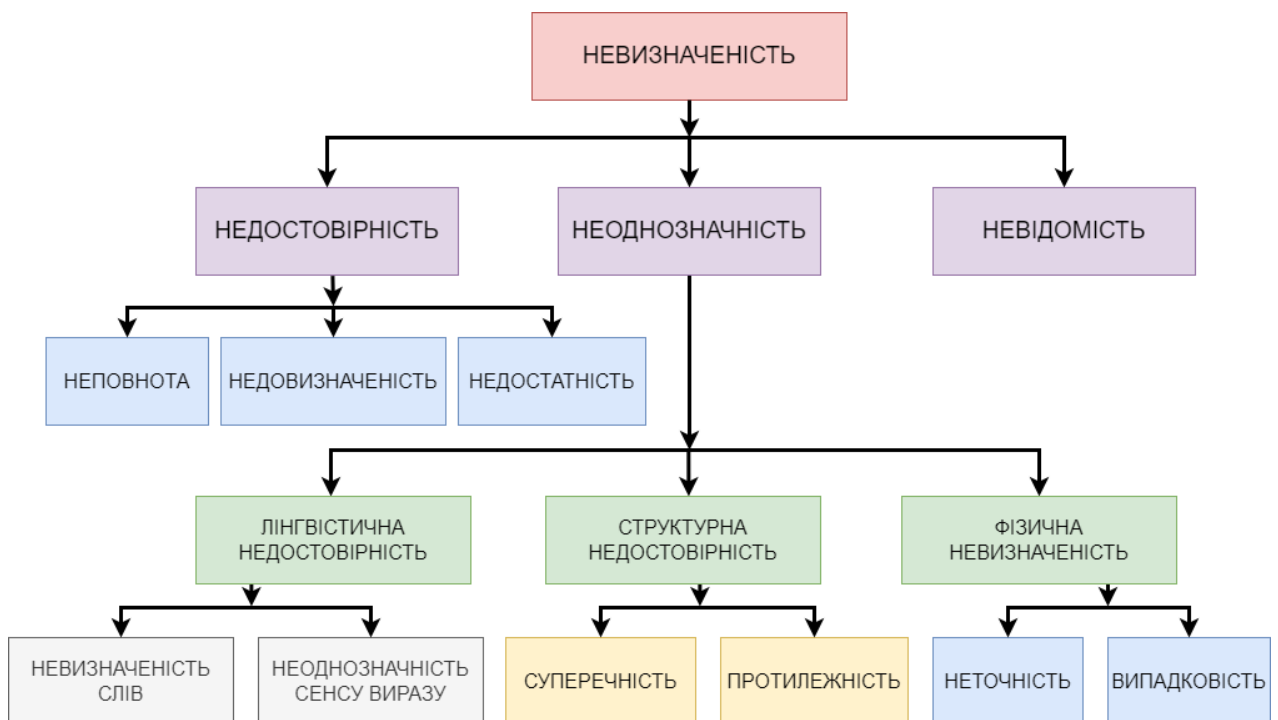 НЕВИЗНАЧЕНІСТЬ
НЕДОСТОВІРНІСТЬ
НЕОДНОЗНАЧНІСТЬ
НЕВІДОМІСТЬ
НЕПОВНОТА
НЕДОВИЗНАЧЕНІСТЬ
НЕДОСТАТНІСТЬ
ЛІНГВІСТИЧНА
НЕДОСТОВІРНІСТЬ
СТРУКТУРНА
НЕДОСТОВІРНІСТЬ
ФІЗИЧНА
НЕВИЗНАЧЕНІСТЬ
НЕВИЗНАЧЕНІСТЬ
СЛІВ
НЕОДНОЗНАЧНІСТЬ
СЕНСУ ВИРАЗУ
СУПЕРЕЧНІСТЬ
ПРОТИЛЕЖНІСТЬ
НЕТОЧНІСТЬ
ВИПАДКОВІСТЬ